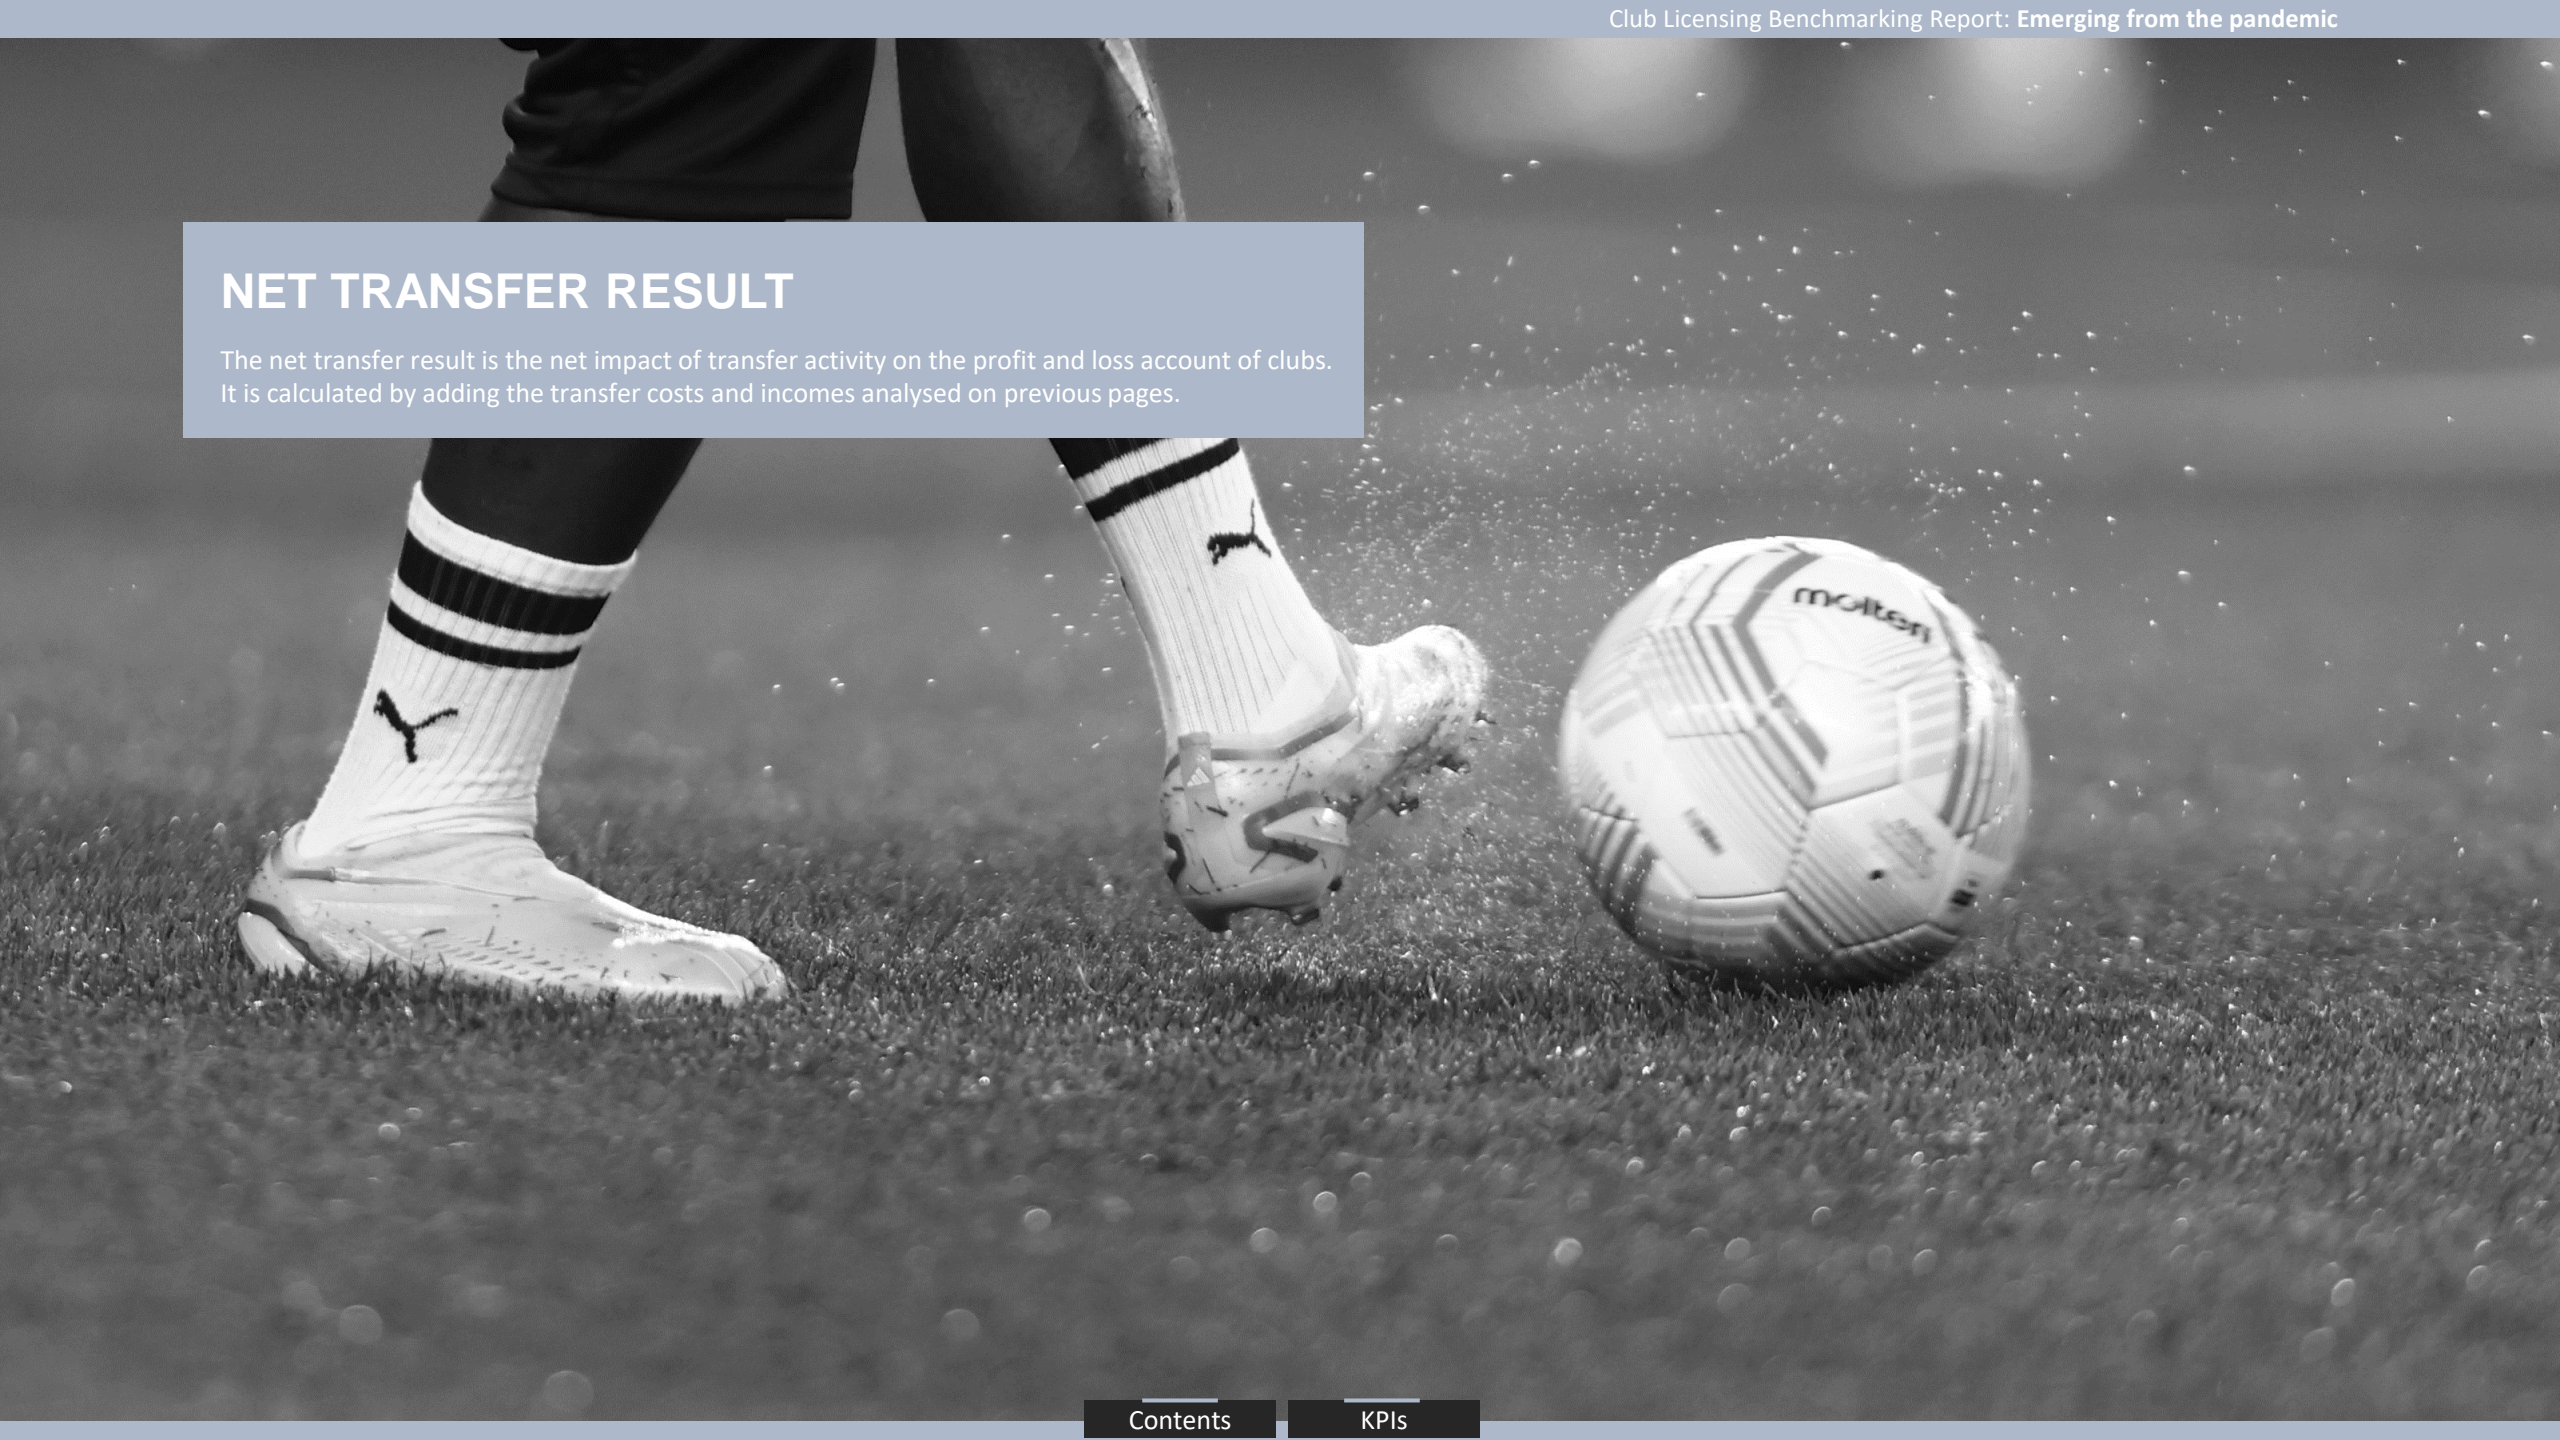 Club Licensing Benchmarking Report: Emerging from the pandemic
NET TRANSFER RESULT
The net transfer result is the net impact of transfer activity on the profit and loss account of clubs.
It is calculated by adding the transfer costs and incomes analysed on previous pages.
molten
Contents
KPIs